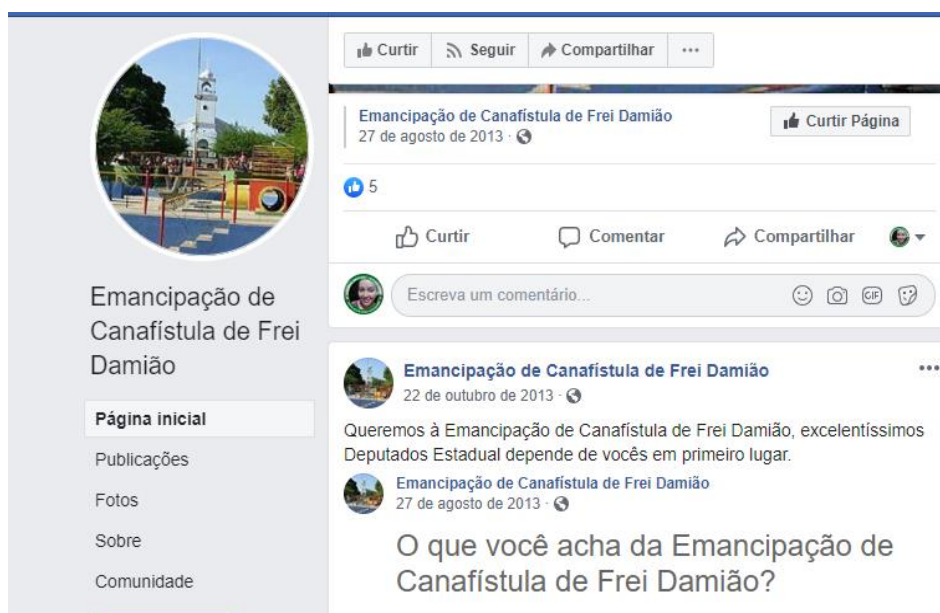 Curtir Seguir Compartilhar ...
Emancipação de Canafístula de Frei Damião
27 de agosto de 2013 ·
Curtir Página
5
Curtir Comentar Compartilhar
Escreva um comentário... GIF
Emancipação de
Canafístula de Frei
Damião
Página inicial
Publicações
Fotos
Sobre
Comunidade
Emancipação de Canafístula de Frei Damião
22 de outubro de 2013 ·
Queremos à Emancipação de Canafístula de Frei Damião, excelentíssimos
Deputados Estadual depende de vocês em primeiro lugar.
Emancipação de Canafístula de Frei Damião
27 de agosto de 2013 ·
O que você acha da Emancipação de
Canafístula de Frei Damião?